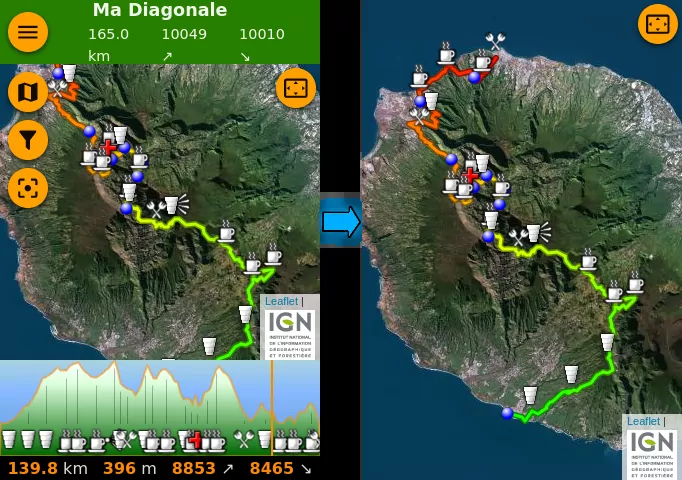 Ma Diagonale
165.0 km
10049 ↗
10010 ↘
Leaflet |
IGN
INSTITUT NATIONAL
DE L'INFORMATION
GÉOGRAPHIQUE
ET FORESTIÈRE
139.8 km 396 m 8853 ↗ 8465 ↘
Leaflet |
IGN
INSTITUT NATIONAL
DE L'INFORMATION
GÉOGRAPHIQUE
ET FORESTIÈRE